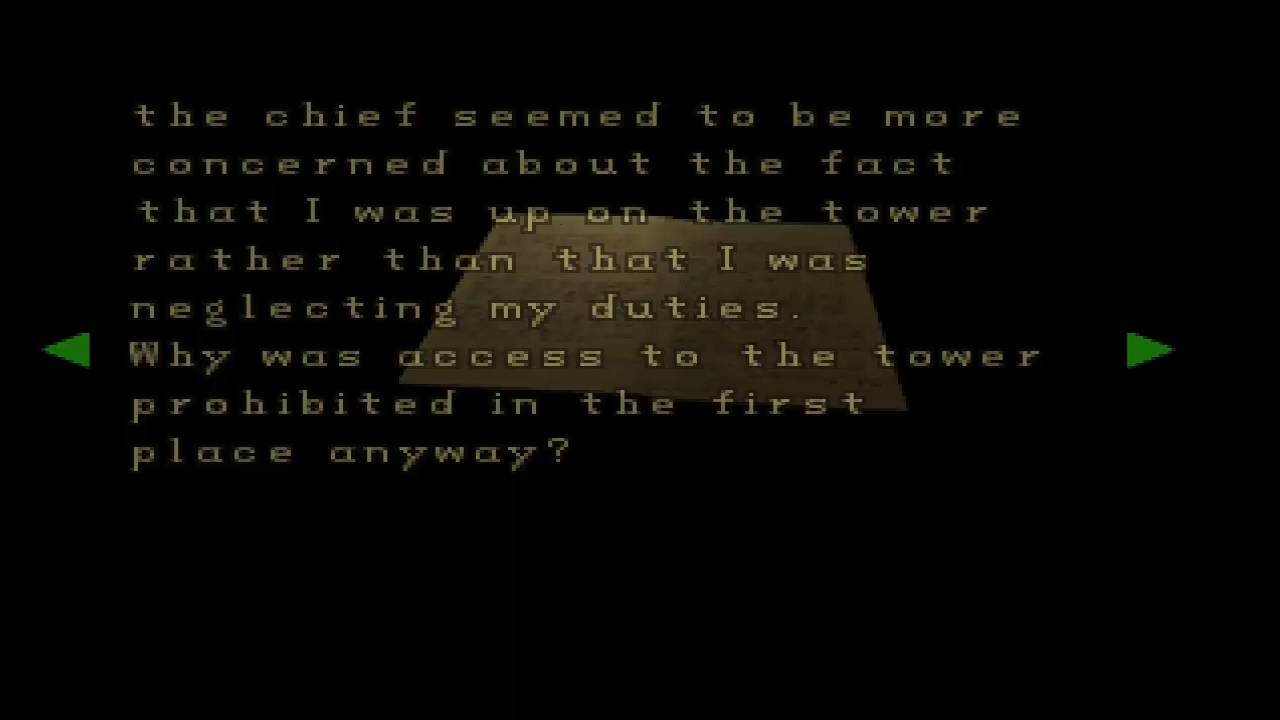 the chief seemed to be more
concerned about the fact
that I was up on the tower
rather than that I was
neglecting my duties.
Why was access to the tower
prohibited in the first
place anyway?